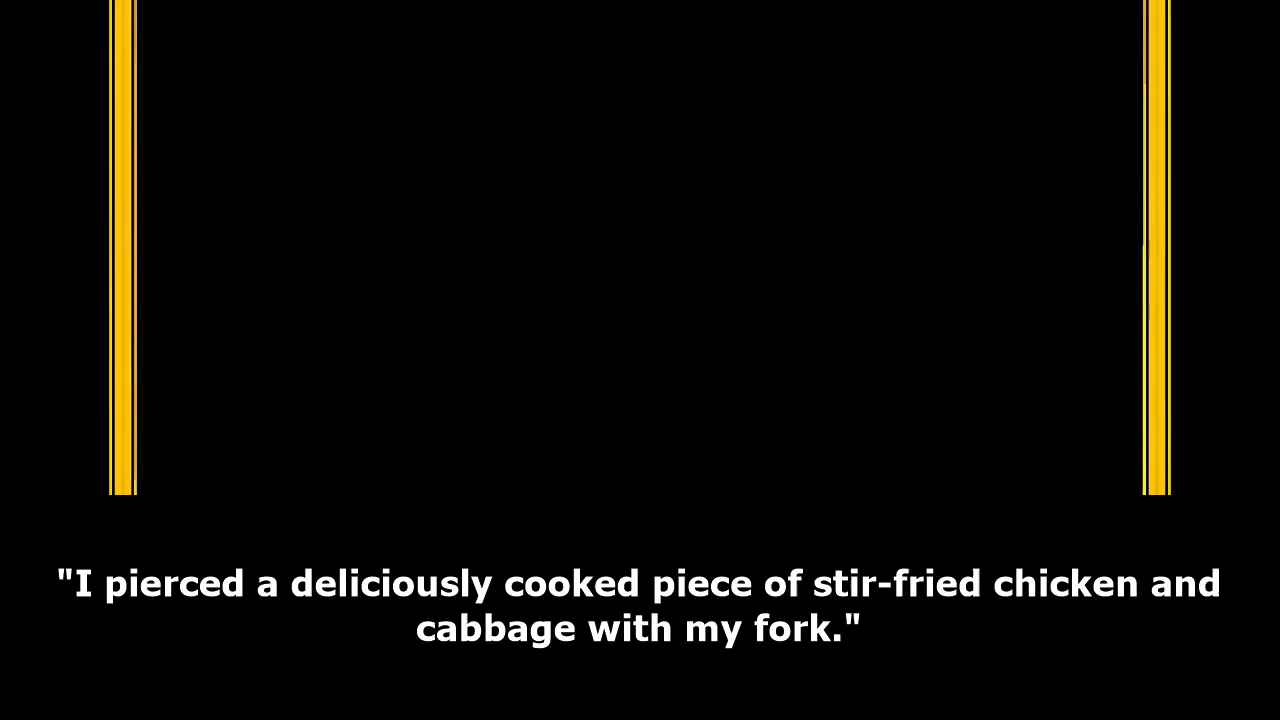 "I pierced a deliciously cooked piece of stir-fried chicken and
cabbage with my fork."